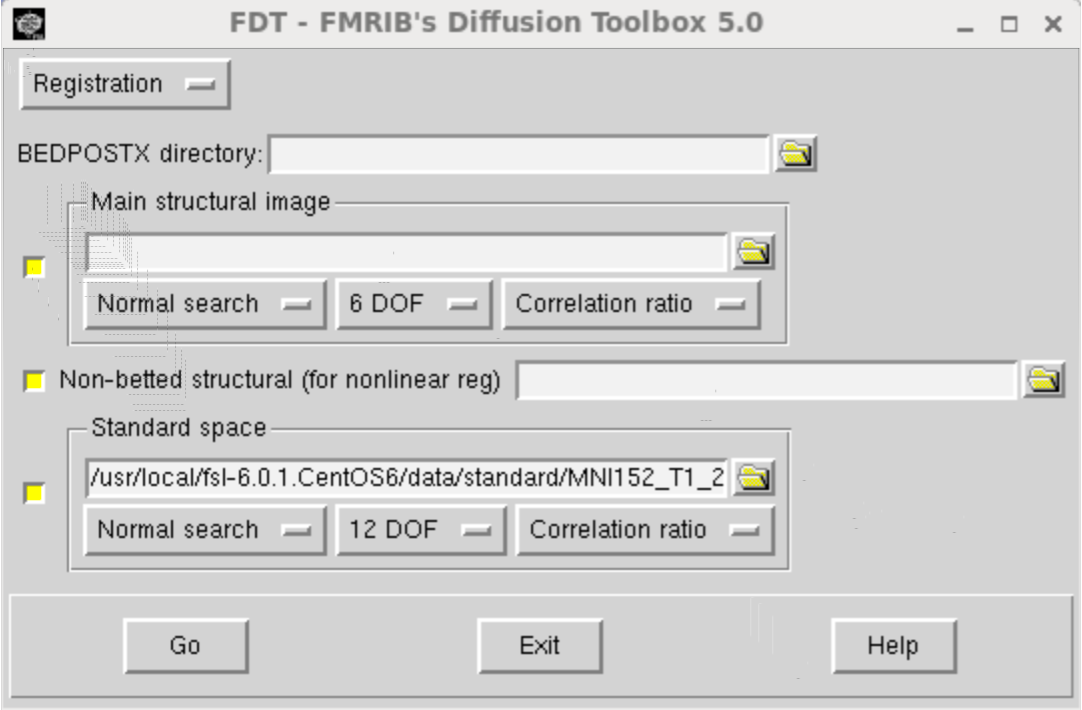 FDT - FMRIB's Diffusion Toolbox 5.0
Registration
BEDPOSTX directory:
Main structural image
Normal search 6 DOF Correlation ratio
Non-betted structural (for nonlinear reg)
Standard space
/usr/local/fsl-6.0.1.CentOS6/data/standard/MNI152_T1_2
Normal search 12 DOF Correlation ratio
Go Exit Help